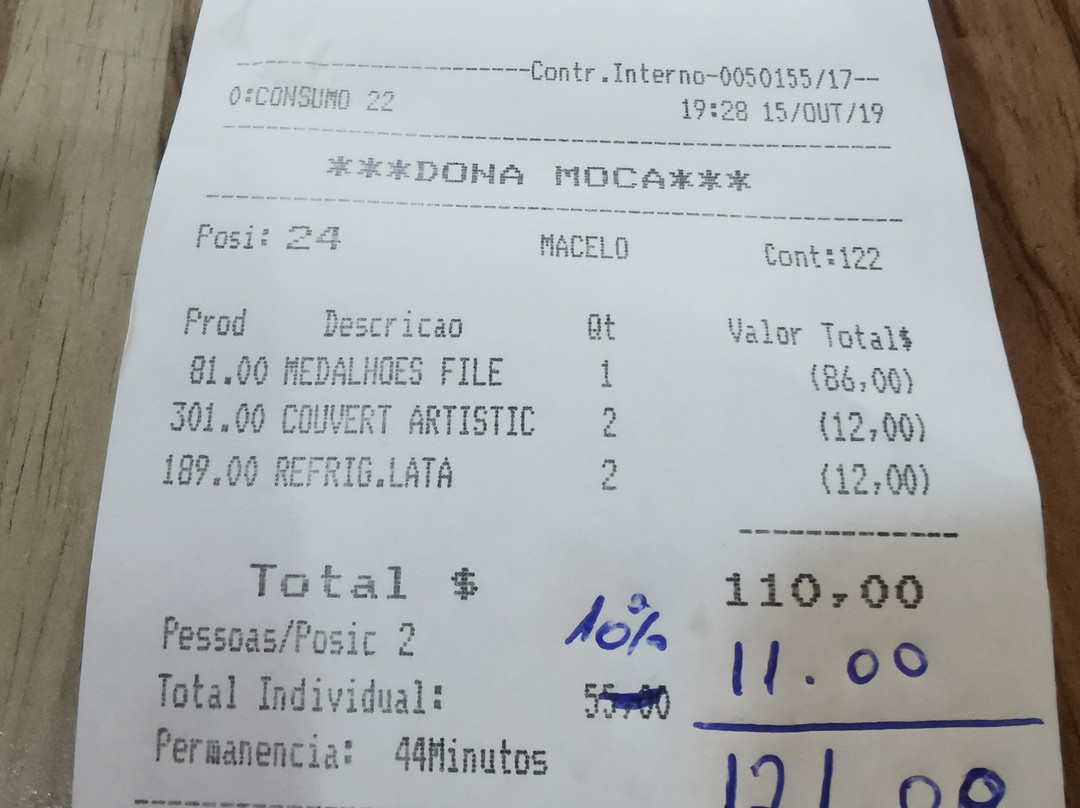 Contr.Interno-0050155/17--
0:CONSUMO 22 19:28 15/OUT/19
***DONA MOCA***
Posi: 24 MACELO Cont:122
Prod Descricao Qt Valor Total$
81.00 MEDALHOES FILE 1 (86,00)
301.00 COUVERT ARTISTIC 2 (12,00)
189.00 REFRIG.LATA 2 (12,00)
Total $ 110,00
Pessoas/Posic 2 10% 11.00
Total Individual: 55,00
Permanencia: 44Minutos 121.00